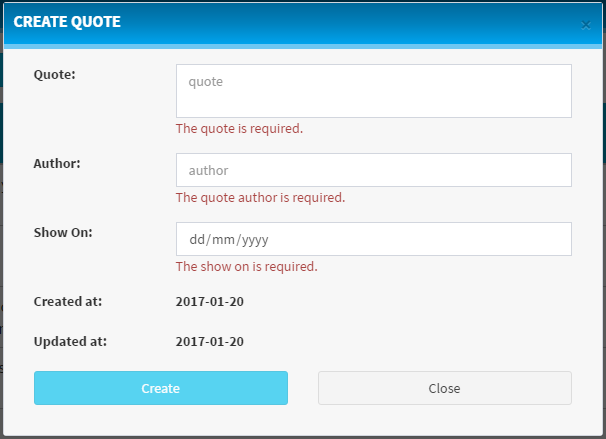 CREATE QUOTE ×
Quote: quote
The quote is required.
Author: author
The quote author is required.
Show On: dd/mm/yyyy
The show on is required.
Created at: 2017-01-20
Updated at: 2017-01-20
Create Close